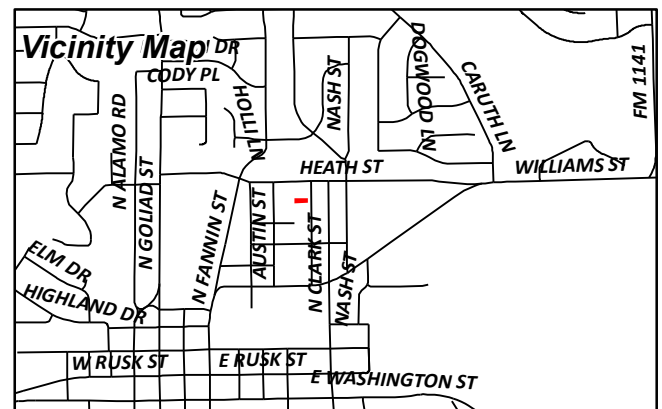 Vicinity Map
DR
CODY PL
HOLLI LN
NASH ST
DOGWOOD LN
CARUTH LN
FM 1141
N ALAMO RD
N GOLIAD ST
HEATH ST
WILLIAMS ST
N FANNIN ST
AUSTIN ST
N CLARK ST
NASH ST
ELM DR
HIGHLAND DR
W RUSK ST
E RUSK ST
E WASHINGTON ST